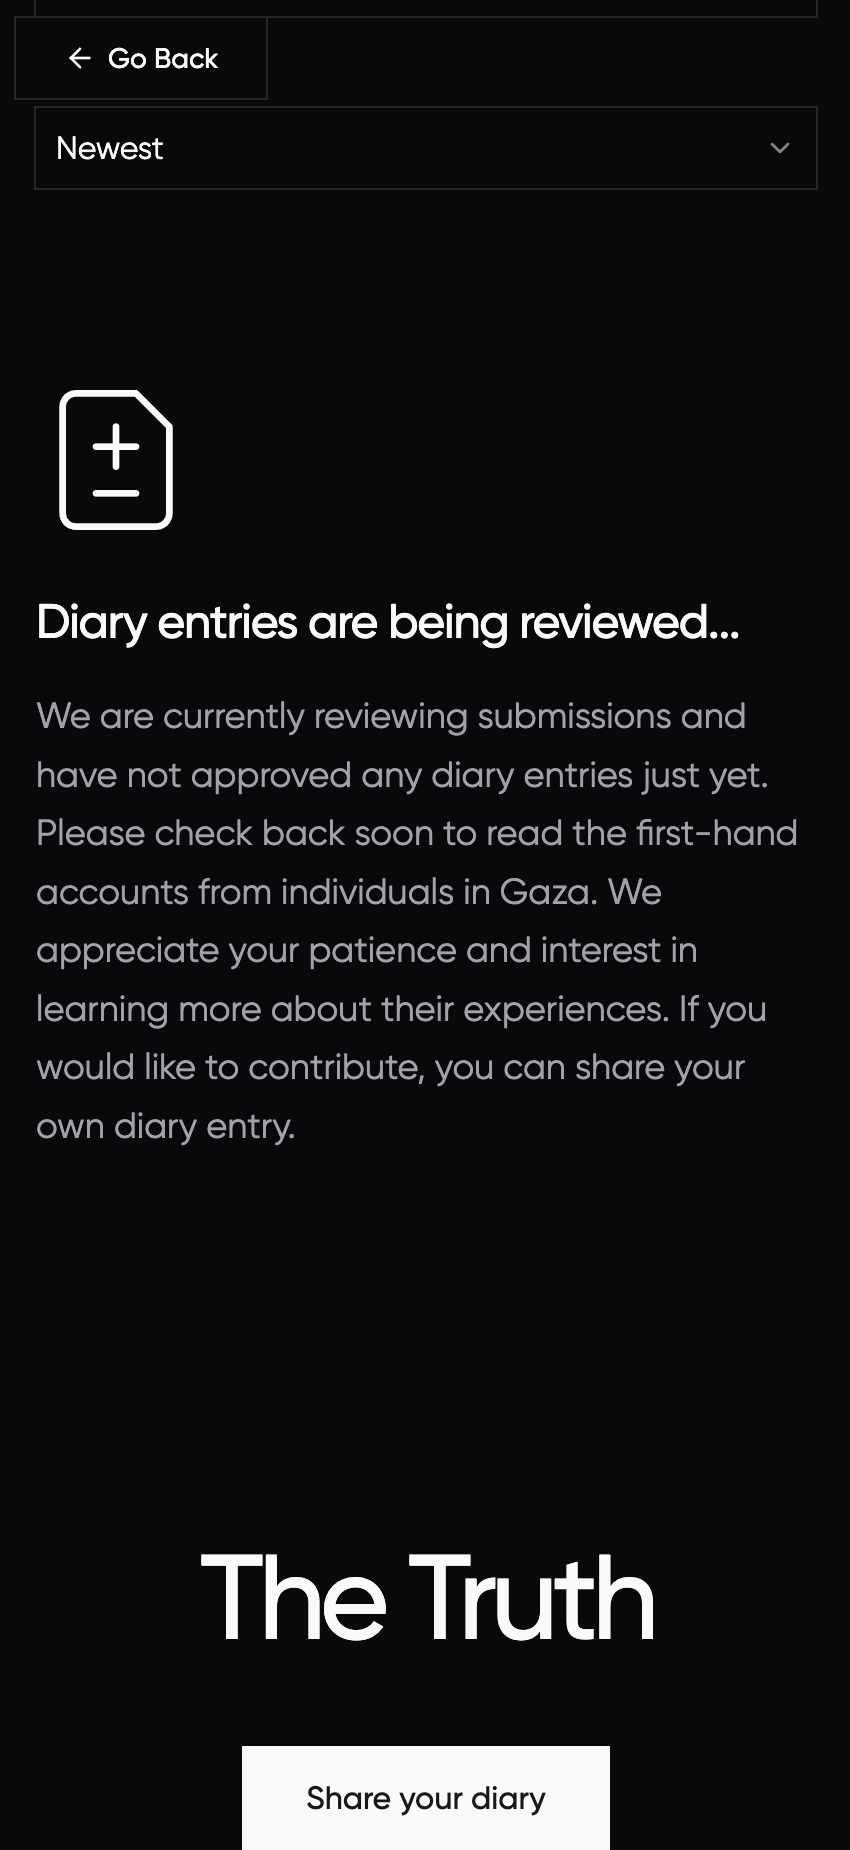 Go Back
Newest
Diary entries are being reviewed...
We are currently reviewing submissions and
have not approved any diary entries just yet.
Please check back soon to read the first-hand
accounts from individuals in Gaza. We
appreciate your patience and interest in
learning more about their experiences. If you
would like to contribute, you can share your
own diary entry.
The Truth
Share your diary